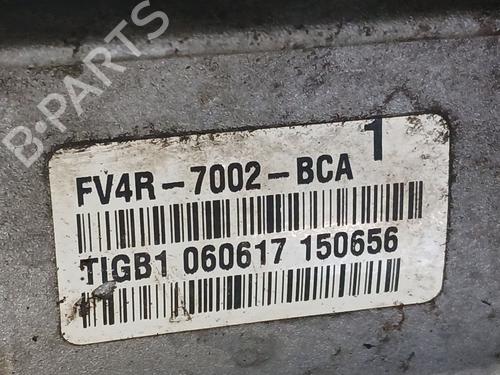 B-PARTS
1
FV4R-7002-BCA
TIGB1 060617 150656